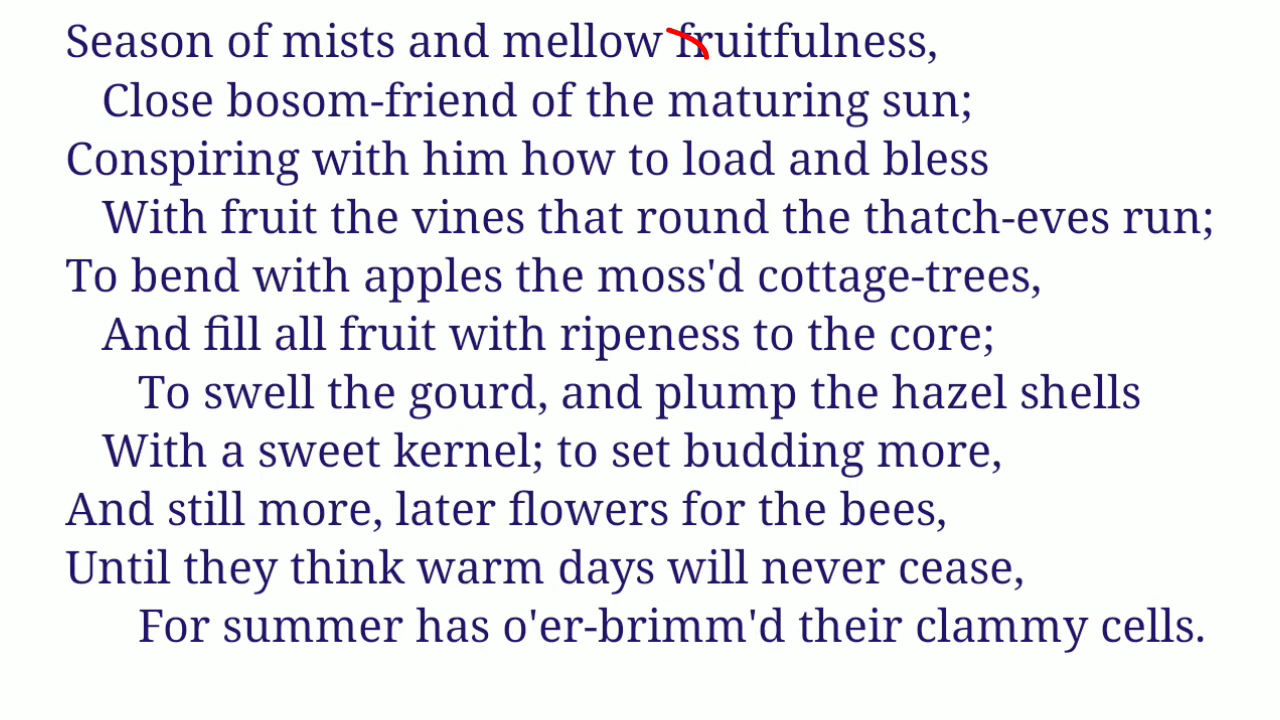 Season of mists and mellow fruitfulness,
Close bosom-friend of the maturing sun;
Conspiring with him how to load and bless
With fruit the vines that round the thatch-eves run;
To bend with apples the moss'd cottage-trees,
And fill all fruit with ripeness to the core;
To swell the gourd, and plump the hazel shells
With a sweet kernel; to set budding more,
And still more, later flowers for the bees,
Until they think warm days will never cease,
For summer has o'er-brimm'd their clammy cells.